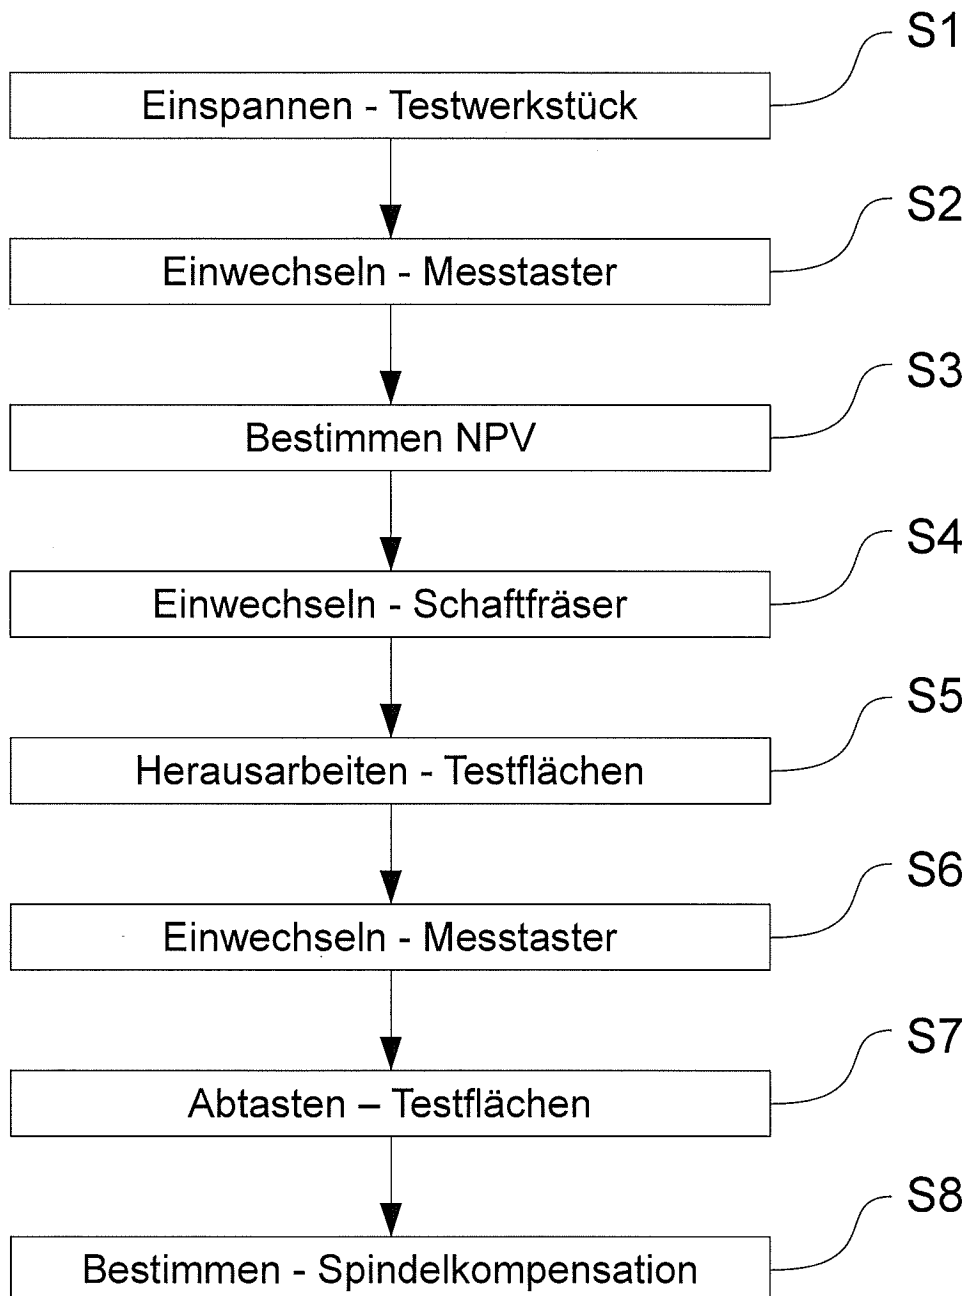 S1
Einspannen - Testwerkstück
S2
Einwechseln - Messtaster
S3
Bestimmen NPV
S4
Einwechseln - Schaftfräser
S5
Herausarbeiten - Testflächen
S6
Einwechseln - Messtaster
S7
Abtasten – Testflächen
S8
Bestimmen - Spindelkompensation